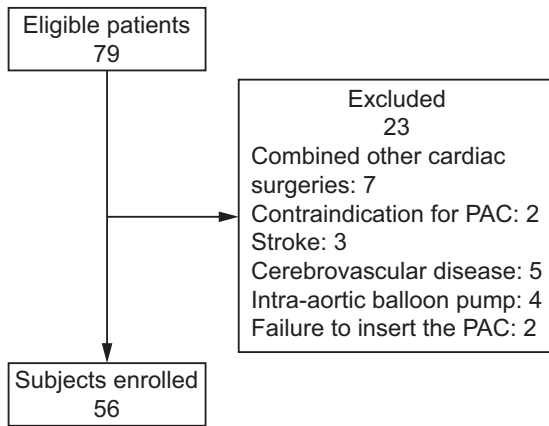 Eligible patients
79
Excluded
23
Combined other cardiac
surgeries: 7
Contraindication for PAC: 2
Stroke: 3
Cerebrovascular disease: 5
Intra-aortic balloon pump: 4
Failure to insert the PAC: 2
Subjects enrolled
56